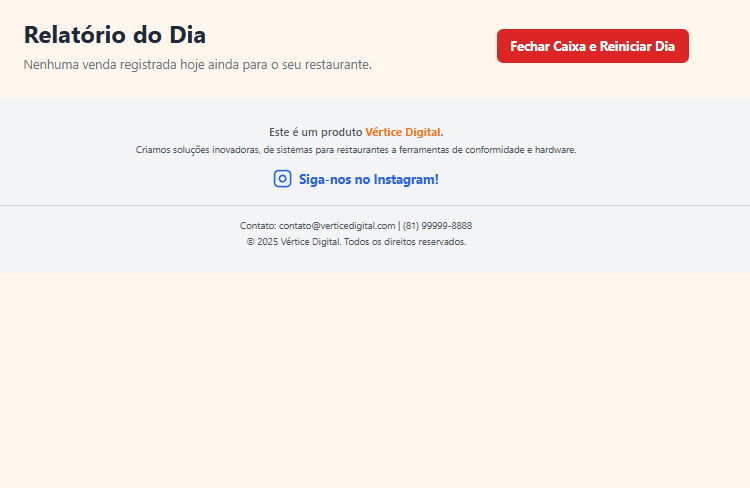 Relatório do Dia
Nenhuma venda registrada hoje ainda para o seu restaurante.
Fechar Caixa e Reiniciar Dia
Este é um produto Vértice Digital.
Criamos soluções inovadoras, de sistemas para restaurantes a ferramentas de conformidade e hardware.
Siga-nos no Instagram!
Contato: contato@verticedigital.com | (81) 99999-8888
© 2025 Vértice Digital. Todos os direitos reservados.